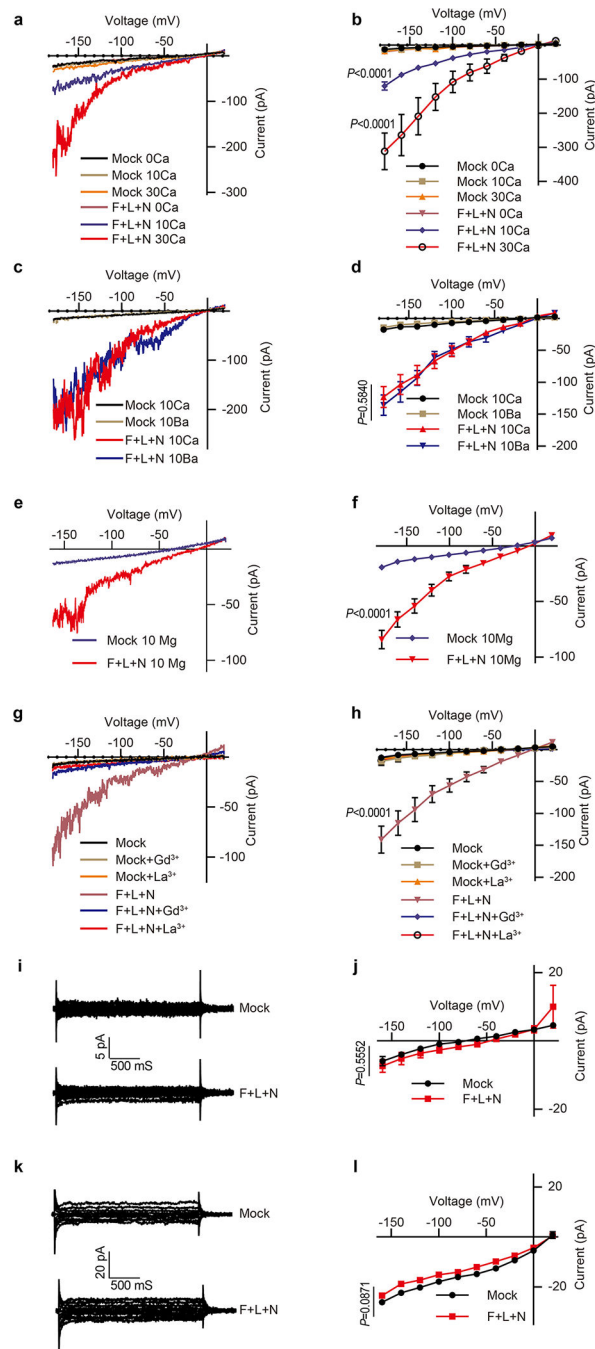 a
Voltage (mV)
-150 -100 -50
-100
-200
-300
Current (pA)
Mock 0Ca
Mock 10Ca
Mock 30Ca
F+L+N 0Ca
F+L+N 10Ca
F+L+N 30Ca
b
Voltage (mV)
-150 -100 -50
-100
-200
-300
-400
Current (pA)
P<0.0001
P<0.0001
Mock 0Ca
Mock 10Ca
Mock 30Ca
F+L+N 0Ca
F+L+N 10Ca
F+L+N 30Ca
c
Voltage (mV)
-150 -100 -50
-100
-200
Current (pA)
Mock 10Ca
Mock 10Ba
F+L+N 10Ca
F+L+N 10Ba
d
Voltage (mV)
-150 -100 -50
-50
-100
-150
-200
Current (pA)
P=0.5840
Mock 10Ca
Mock 10Ba
F+L+N 10Ca
F+L+N 10Ba
e
Voltage (mV)
-150 -100 -50
-50
-100
Current (pA)
Mock 10 Mg
F+L+N 10 Mg
f
Voltage (mV)
-150 -100 -50
-50
-100
Current (pA)
P<0.0001
Mock 10Mg
F+L+N 10Mg
g
Voltage (mV)
-150 -100 -50
-50
-100
Current (pA)
Mock
Mock+Gd³⁺
Mock+La³⁺
F+L+N
F+L+N+Gd³⁺
F+L+N+La³⁺
h
Voltage (mV)
-150 -100 -50
-50
-100
-150
-200
Current (pA)
P<0.0001
Mock
Mock+Gd³⁺
Mock+La³⁺
F+L+N
F+L+N+Gd³⁺
F+L+N+La³⁺
i
Mock
5 pA
500 mS
F+L+N
j
Voltage (mV)
-150 -100 -50
20
-20
Current (pA)
P=0.5552
Mock
F+L+N
k
Mock
20 pA
500 mS
F+L+N
l
Voltage (mV)
-150 -100 -50
20
-20
Current (pA)
P=0.0871
Mock
F+L+N